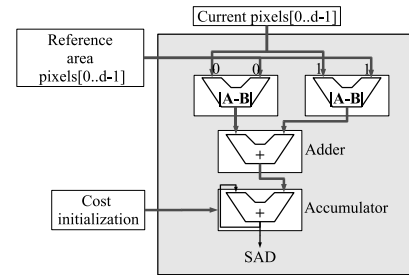 Current pixels[0..d-1]
Reference
area
pixels[0..d-1]
0 0 1 1
|A-B| |A-B|
+
Adder
Cost
initialization
+
Accumulator
SAD